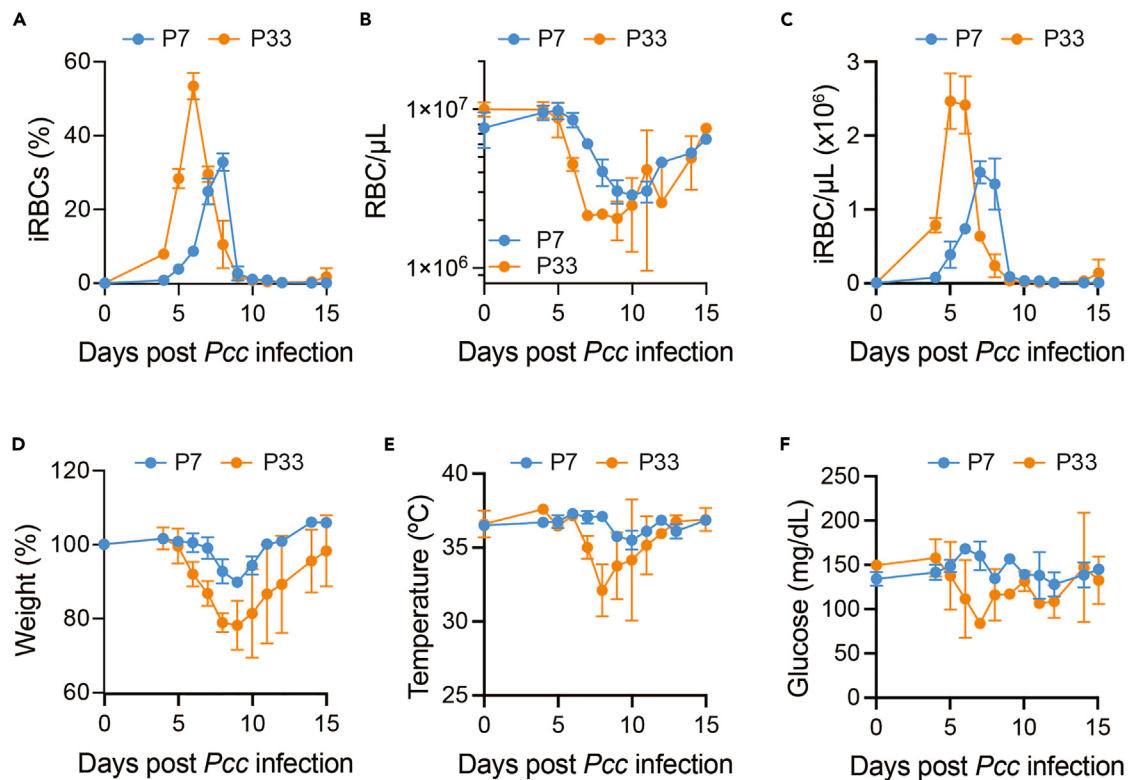 A
P7 P33
iRBCs (%)
60
40
20
0
0 5 10 15
Days post Pcc infection
B
RBC/µL
1×10⁷
1×10⁶
P7
P33
0 5 10 15
Days post Pcc infection
C
P7 P33
iRBC/µL (x10⁶)
3
2
1
0
0 5 10 15
Days post Pcc infection
D
P7 P33
Weight (%)
120
100
80
60
0 5 10 15
Days post Pcc infection
E
P7 P33
Temperature (ºC)
40
35
30
25
0 5 10 15
Days post Pcc infection
F
P7 P33
Glucose (mg/dL)
250
200
150
100
50
0
0 5 10 15
Days post Pcc infection